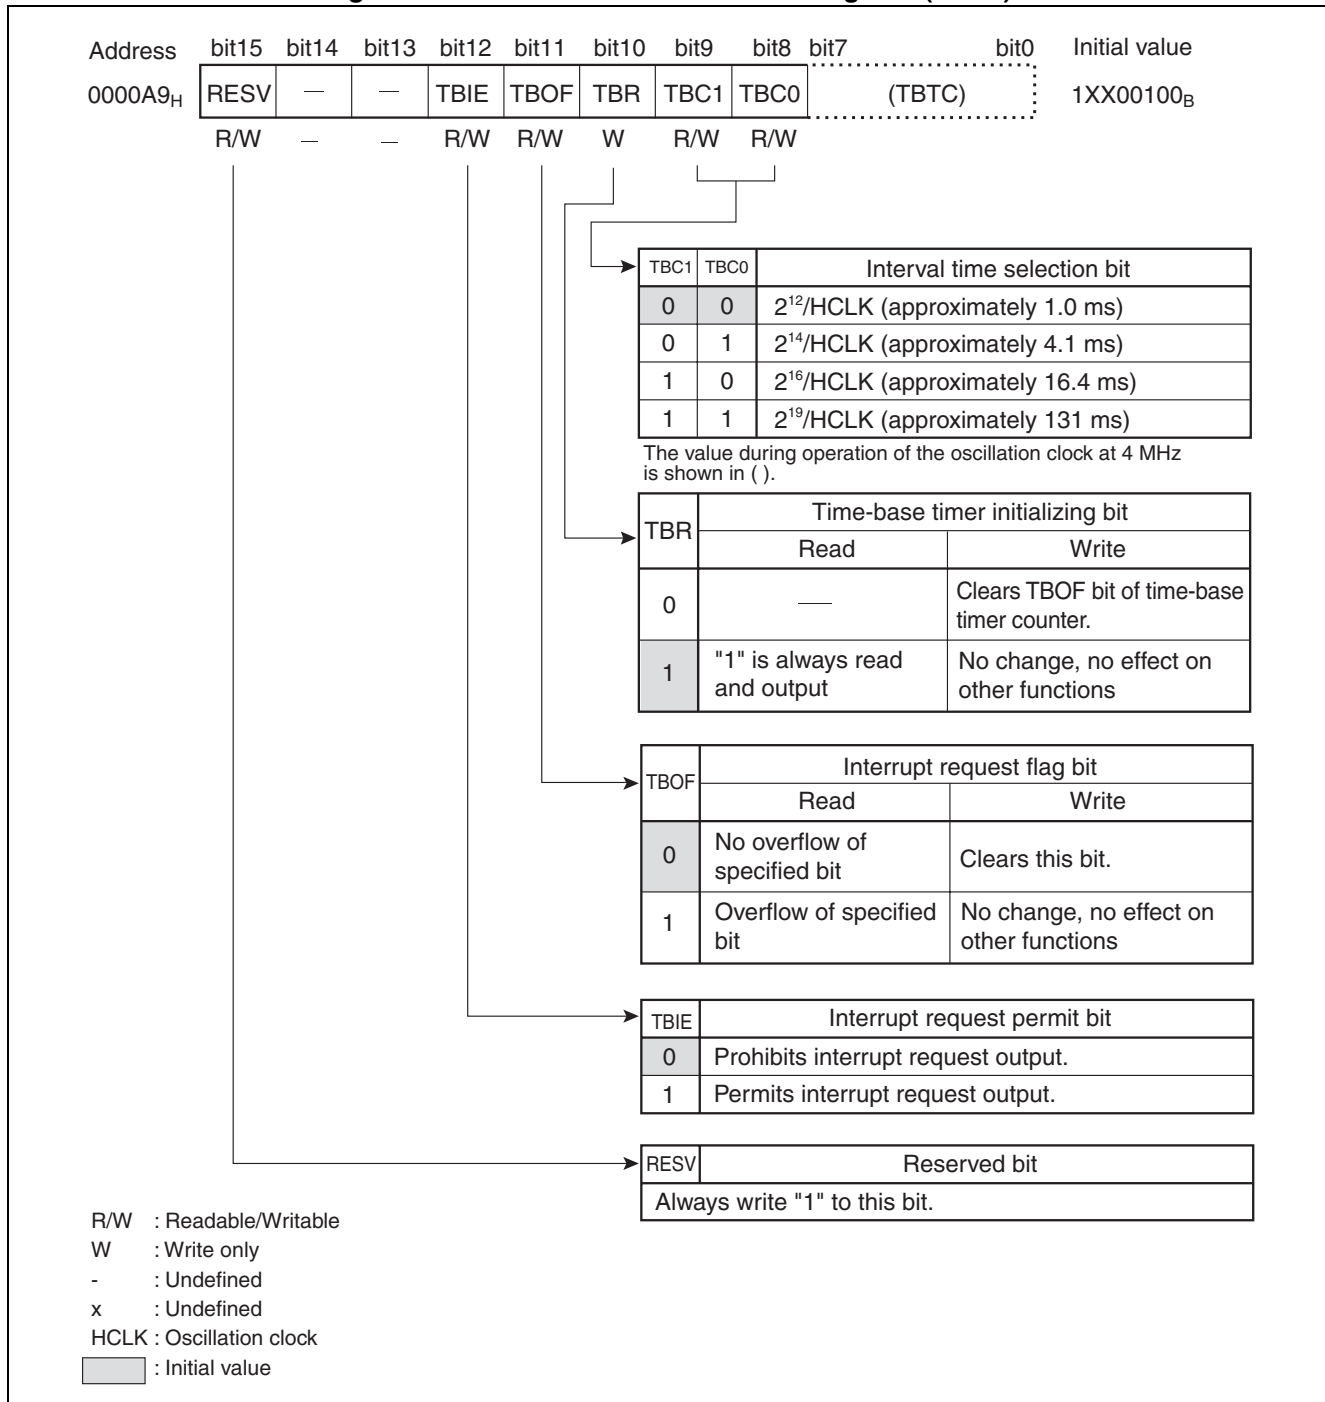 Address bit15 bit14 bit13 bit12 bit11 bit10 bit9 bit8 bit7 bit0 Initial value
0000A9H RESV — — TBIE TBOF TBR TBC1 TBC0 (TBTC) 1XX00100B
R/W — — R/W R/W W R/W R/W
TBC1 TBC0 Interval time selection bit
0 0 2¹²/HCLK (approximately 1.0 ms)
0 1 2¹⁴/HCLK (approximately 4.1 ms)
1 0 2¹⁶/HCLK (approximately 16.4 ms)
1 1 2¹⁹/HCLK (approximately 131 ms)
The value during operation of the oscillation clock at 4 MHz
is shown in ( ).
TBR Time-base timer initializing bit
Read Write
0 — Clears TBOF bit of time-base
timer counter.
1 "1" is always read No change, no effect on
and output other functions
TBOF Interrupt request flag bit
Read Write
0 No overflow of
specified bit Clears this bit.
1 Overflow of specified No change, no effect on
bit other functions
TBIE Interrupt request permit bit
0 Prohibits interrupt request output.
1 Permits interrupt request output.
RESV Reserved bit
Always write "1" to this bit.
R/W : Readable/Writable
W : Write only
- : Undefined
x : Undefined
HCLK : Oscillation clock
: Initial value